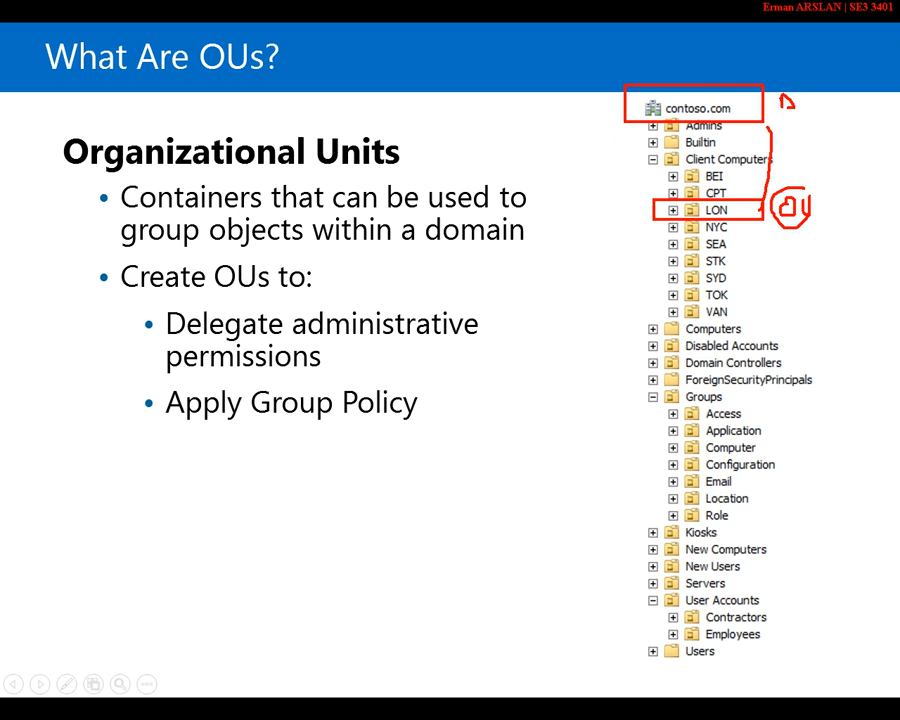 Erman ARSLAN | SE3 3401
What Are OUs?
Organizational Units
• Containers that can be used to
group objects within a domain
• Create OUs to:
• Delegate administrative
permissions
• Apply Group Policy
contoso.com
D
Admins
Builtin
Client Computers
BEI
CPT
LON
OU
NYC
SEA
STK
SYD
TOK
VAN
Computers
Disabled Accounts
Domain Controllers
ForeignSecurityPrincipals
Groups
Access
Application
Computer
Configuration
Email
Location
Role
Kiosks
New Computers
New Users
Servers
User Accounts
Contractors
Employees
Users